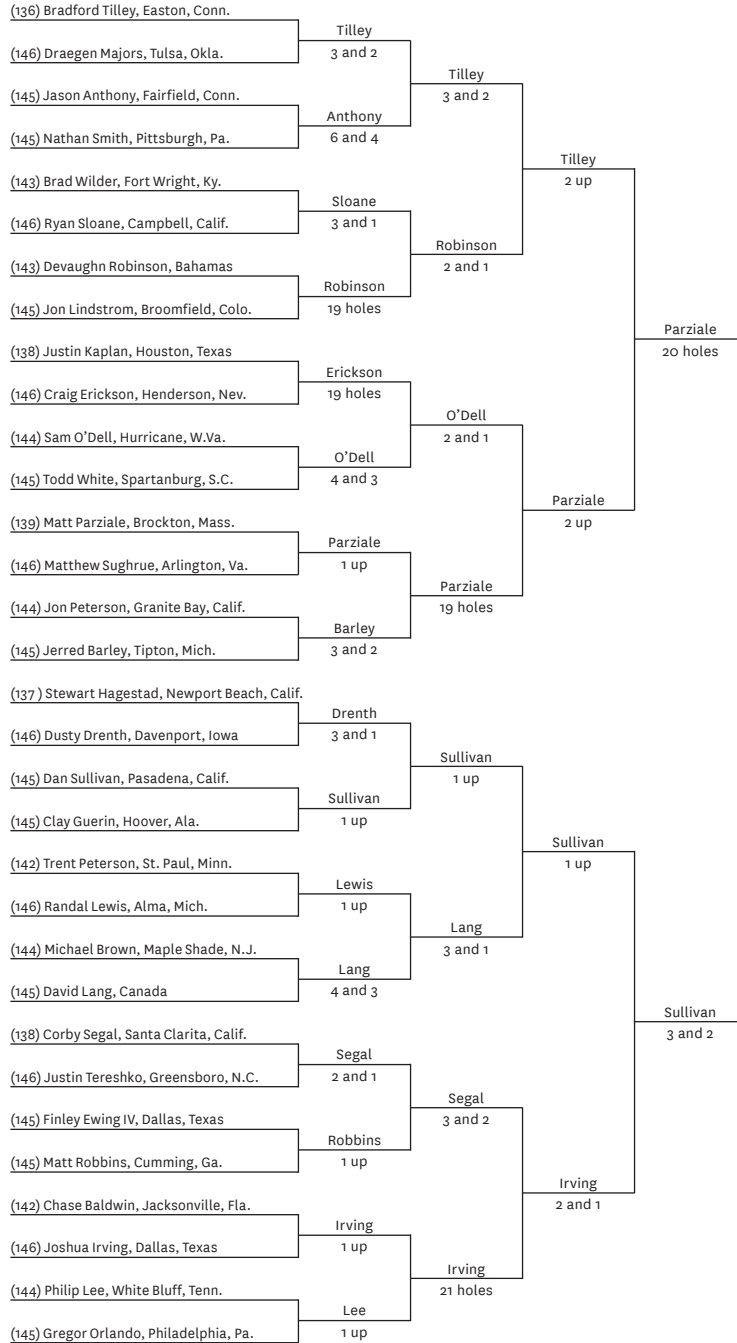 (136) Bradford Tilley, Easton, Conn.
(146) Draegen Majors, Tulsa, Okla.
(145) Jason Anthony, Fairfield, Conn.
(145) Nathan Smith, Pittsburgh, Pa.
(143) Brad Wilder, Fort Wright, Ky.
(146) Ryan Sloane, Campbell, Calif.
(143) Devaughn Robinson, Bahamas
(145) Jon Lindstrom, Broomfield, Colo.
(138) Justin Kaplan, Houston, Texas
(146) Craig Erickson, Henderson, Nev.
(144) Sam O’Dell, Hurricane, W.Va.
(145) Todd White, Spartanburg, S.C.
(139) Matt Parziale, Brockton, Mass.
(146) Matthew Sughrue, Arlington, Va.
(144) Jon Peterson, Granite Bay, Calif.
(145) Jerred Barley, Tipton, Mich.
(137 ) Stewart Hagestad, Newport Beach, Calif.
(146) Dusty Drenth, Davenport, Iowa
(145) Dan Sullivan, Pasadena, Calif.
(145) Clay Guerin, Hoover, Ala.
(142) Trent Peterson, St. Paul, Minn.
(146) Randal Lewis, Alma, Mich.
(144) Michael Brown, Maple Shade, N.J.
(145) David Lang, Canada
(138) Corby Segal, Santa Clarita, Calif.
(146) Justin Tereshko, Greensboro, N.C.
(145) Finley Ewing IV, Dallas, Texas
(145) Matt Robbins, Cumming, Ga.
(142) Chase Baldwin, Jacksonville, Fla.
(146) Joshua Irving, Dallas, Texas
(144) Philip Lee, White Bluff, Tenn.
(145) Gregor Orlando, Philadelphia, Pa.
Tilley
3 and 2
Anthony
6 and 4
Sloane
3 and 1
Robinson
19 holes
Erickson
19 holes
O’Dell
4 and 3
Parziale
1 up
Barley
3 and 2
Drenth
3 and 1
Sullivan
1 up
Lewis
1 up
Lang
4 and 3
Segal
2 and 1
Robbins
1 up
Irving
1 up
Lee
1 up
Tilley
3 and 2
Robinson
2 and 1
O’Dell
2 and 1
Parziale
19 holes
Sullivan
1 up
Lang
3 and 1
Segal
3 and 2
Irving
21 holes
Tilley
2 up
Parziale
2 up
Sullivan
1 up
Irving
2 and 1
Parziale
20 holes
Sullivan
3 and 2